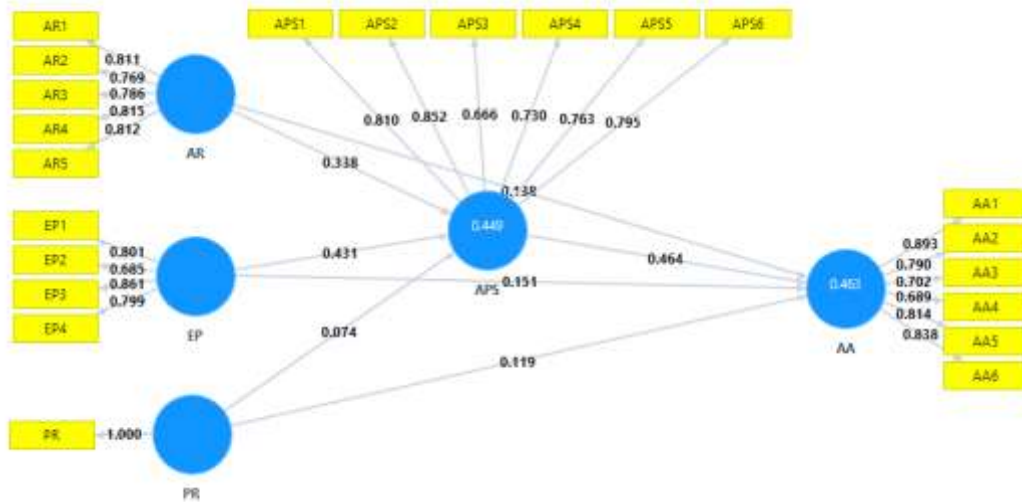 APS1 APS2 APS3 APS4 APS5 APS6
AR1
AR2
AR3
AR4
AR5
0.811
0.769
0.786
0.815
0.812
AR
0.810 0.852 0.666 0.730 0.763 0.795
0.338
0.138
0.449
APS
EP1
EP2
EP3
EP4
0.801
0.685
0.861
0.799
EP
0.431
0.464
0.151
0.074
0.119
PR
1.000
PR
0.463
AA
0.893
0.790
0.702
0.689
0.814
0.838
AA1
AA2
AA3
AA4
AA5
AA6